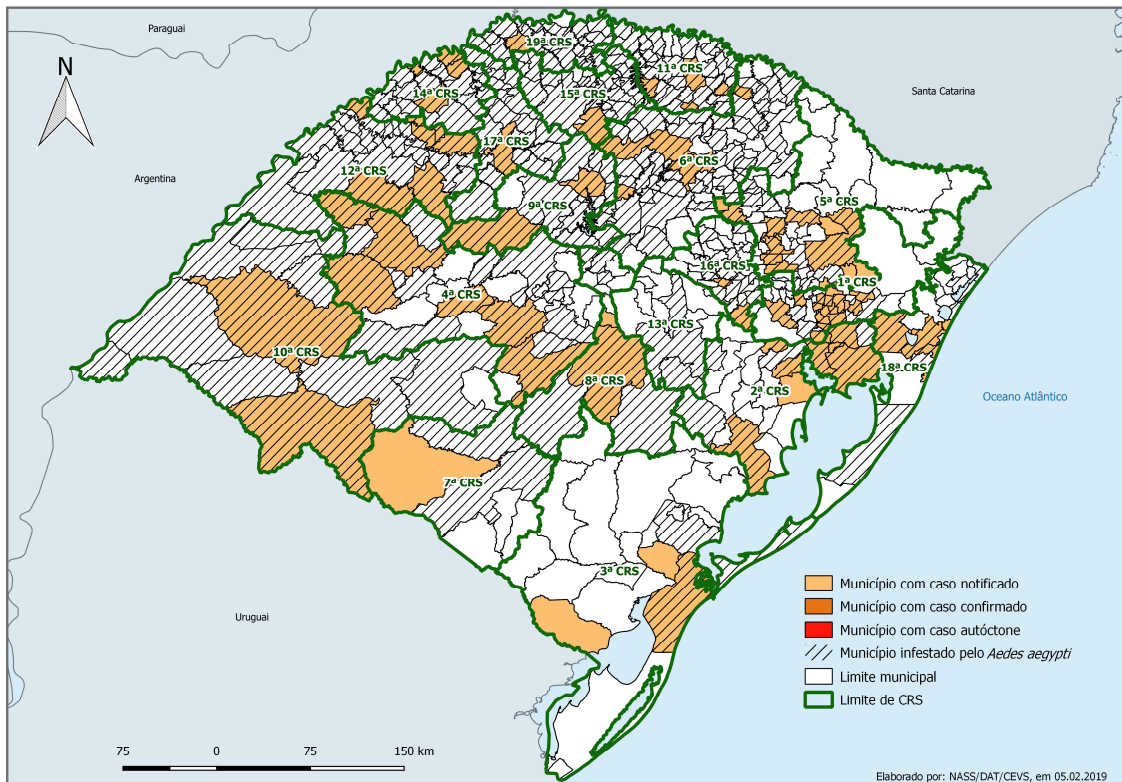 Paraguai
N
19ª CRS
11ª CRS
14ª CRS
15ª CRS
Santa Catarina
17ª CRS
6ª CRS
12ª CRS
Argentina
9ª CRS
5ª CRS
16ª CRS
1ª CRS
4ª CRS
13ª CRS
10ª CRS
18ª CRS
8ª CRS
2ª CRS
Oceano Atlântico
7ª CRS
3ª CRS
Uruguai
Município com caso notificado
Município com caso confirmado
Município com caso autóctone
Município infestado pelo Aedes aegypti
Limite municipal
Limite de CRS
75 0 75 150 km
Elaborado por: NASS/DAT/CEVS, em 05.02.2019